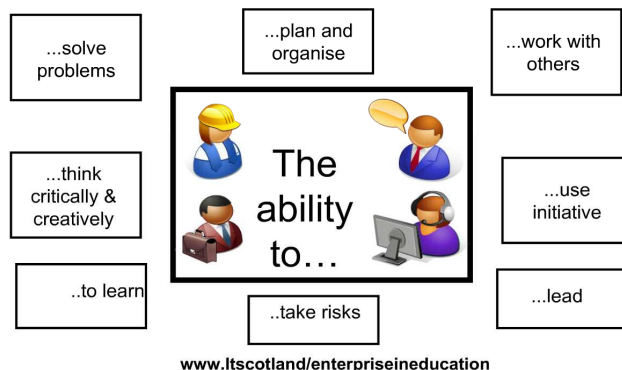 ...solve
problems
...plan and
organise
...work with
others
The
ability
to...
...think
critically &
creatively
...use
initiative
..to learn
..take risks
...lead
www.ltscotland/enterpriseineducation